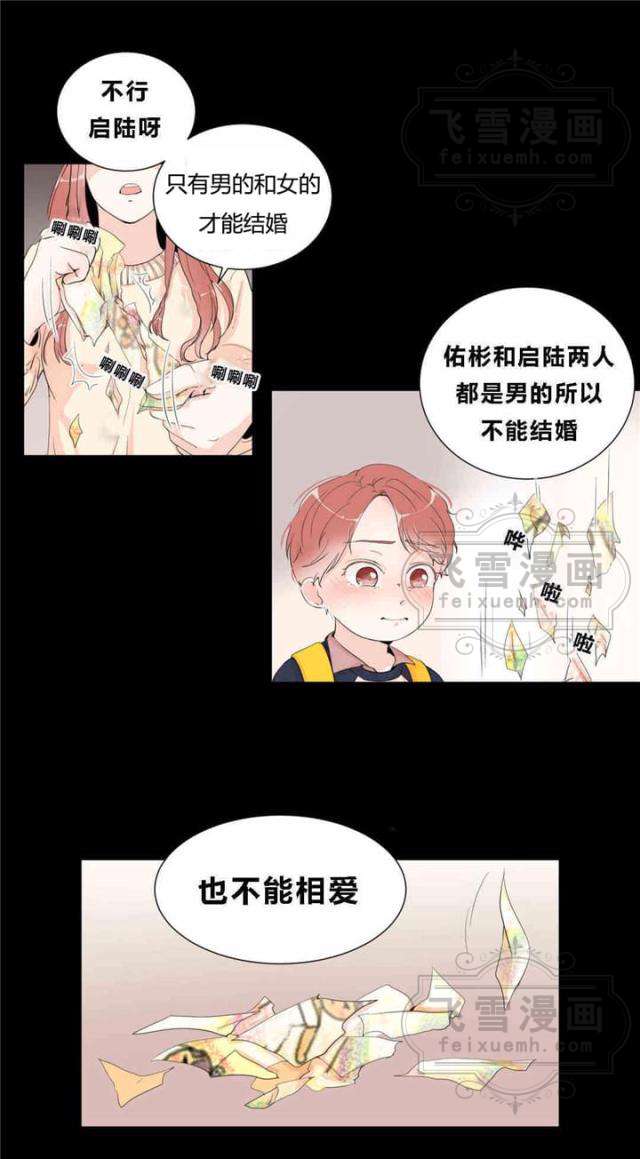 飞雪漫画
feixuemh.com
不行
启陆呀
只有男的和女的
才能结婚
唰唰唰
唰唰唰
唰唰唰
佑彬和启陆两人
都是男的所以
不能结婚
哗
啦
啦
飞雪漫画
feixuemh.com
也不能相爱
飞雪漫画
feixuemh.com